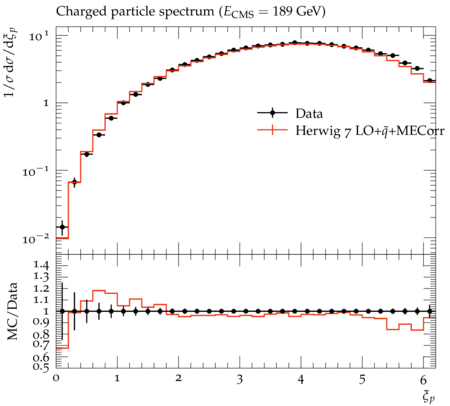 Charged particle spectrum (E_CMS = 189 GeV)
1/σ dσ/dξ̃_p
10^1
1
10^−1
10^−2
Data
Herwig 7 LO+q̃+MECorr
MC/Data
1.4
1.3
1.2
1.1
1
0.9
0.8
0.7
0.6
0.5
0 1 2 3 4 5 6
ξ_p